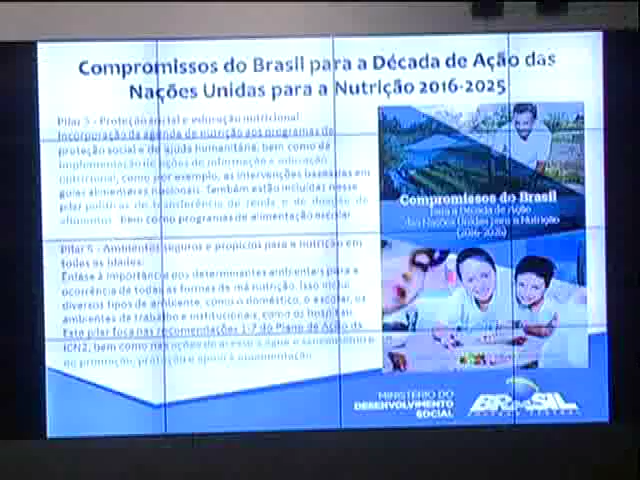 Compromissos do Brasil para a Década de Ação das
Nações Unidas para a Nutrição 2016-2025
Pilar 3 - Proteção social e educação nutricional
Incorporação da agenda de nutrição aos programas de
proteção social e de ajuda humanitária, bem como de
implementação de ações de informação e educação
nutricional, como por exemplo, as intervenções baseadas em
guias alimentares nacionais. Também estão incluídas nesse
pilar políticas de transferência de renda e de doação de
alimentos, bem como programas de alimentação escolar
Pilar 5 - Ambientes seguros e propícios para a nutrição em
todas as idades:
Ênfase à importância dos determinantes ambientais para a
ocorrência de todas as formas de má nutrição. Isso inclui
diversos tipos de ambiente, como o doméstico, o escolar, os
ambientes de trabalho e institucionais, como os hospitais
Este pilar foca nas recomendações 1-7 do Plano de Ação da
ICN2, bem como nas ações de acesso a água e saneamento e
de promoção, proteção e apoio à amamentação
Compromissos do Brasil
para a Década de Ação
das Nações Unidas para a Nutrição
(2016-2025)
MINISTÉRIO DO
DESENVOLVIMENTO
SOCIAL
BRASIL
GOVERNO FEDERAL